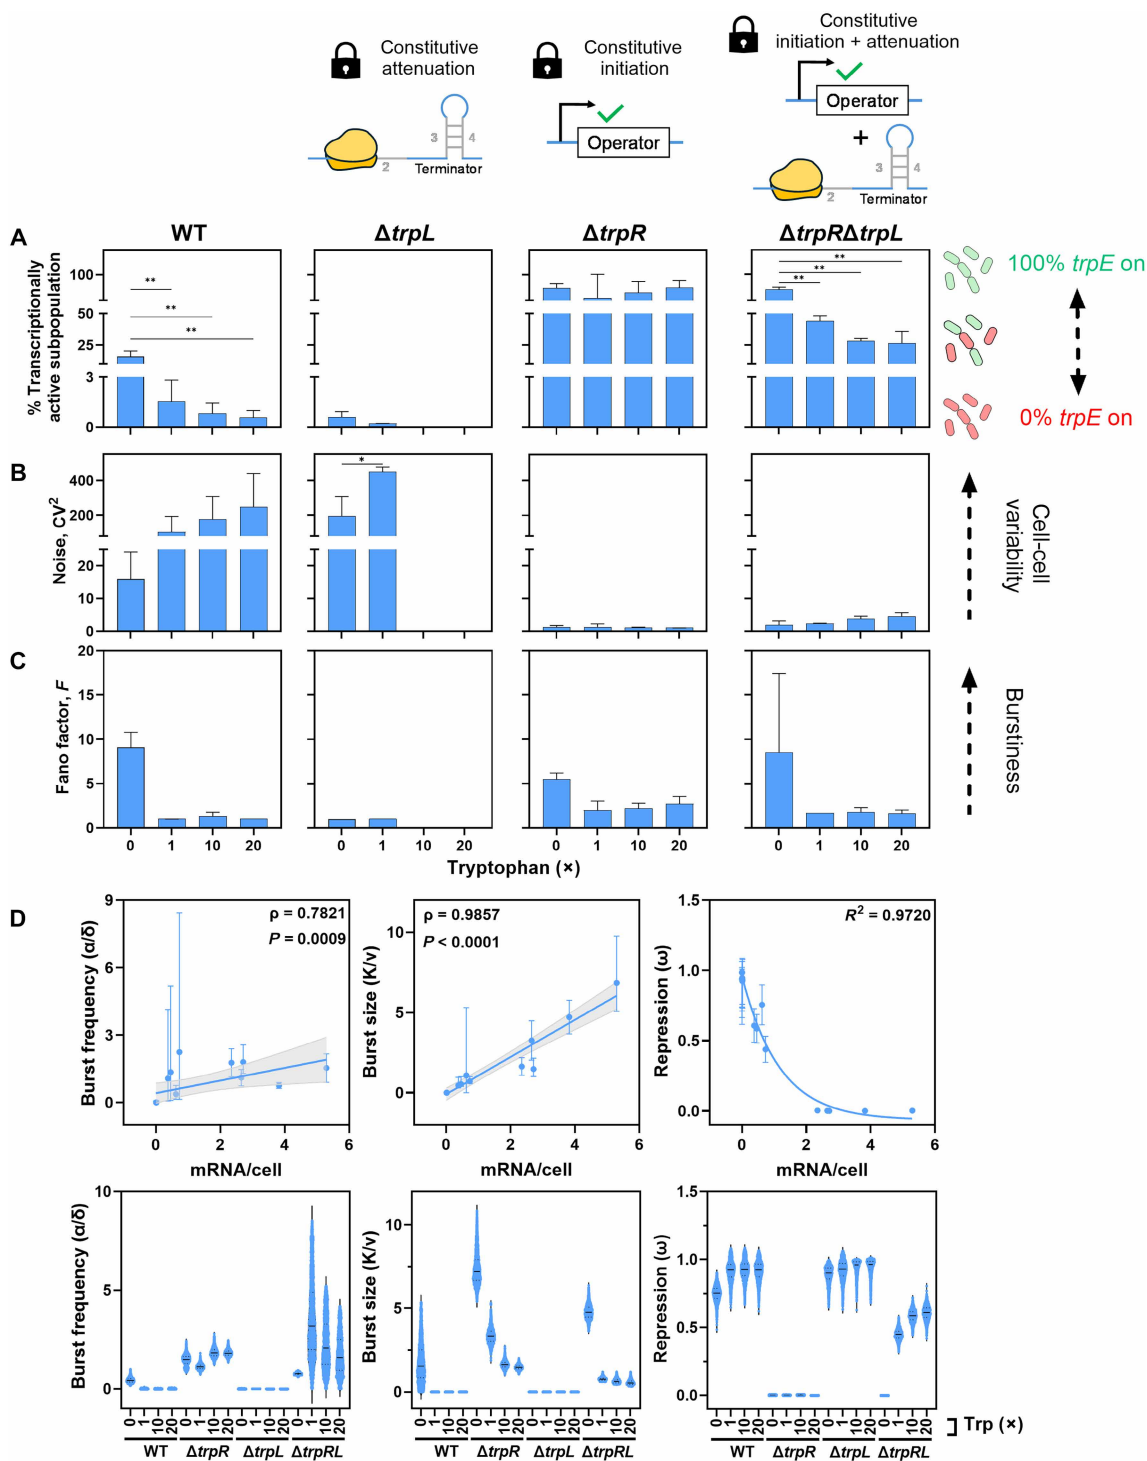 Constitutive
attenuation
3
4
2
Terminator
Constitutive
initiation
Operator
Constitutive
initiation + attenuation
Operator
+
3
4
2
Terminator
A
WT
ΔtrpL
ΔtrpR
ΔtrpRΔtrpL
% Transcriptionally
active subpopulation
100
50
25
3
0
**
**
**
**
**
**
100% trpE on
0% trpE on
B
Noise, CV²
400
200
20
10
0
*
Cell-cell
variability
C
Fano factor, F
20
15
10
5
0
Burstiness
0 1 10 20
0 1 10 20
0 1 10 20
0 1 10 20
Tryptophan (×)
D
Burst frequency (α/δ)
9
6
3
0
ρ = 0.7821
P = 0.0009
0 2 4 6
mRNA/cell
Burst size (K/v)
10
5
0
ρ = 0.9857
P < 0.0001
0 2 4 6
mRNA/cell
Repression (ω)
1.5
1.0
0.5
0.0
R² = 0.9720
0 2 4 6
mRNA/cell
Burst frequency (α/δ)
10
5
0
0 1 10 20 0 1 10 20 0 1 10 20 0 1 10 20
WT ΔtrpR ΔtrpL ΔtrpRL
Burst size (K/v)
10
5
0
0 1 10 20 0 1 10 20 0 1 10 20 0 1 10 20
WT ΔtrpR ΔtrpL ΔtrpRL
Repression (ω)
1.5
1.0
0.5
0.0
0 1 10 20 0 1 10 20 0 1 10 20 0 1 10 20
WT ΔtrpR ΔtrpL ΔtrpRL
Trp (×)